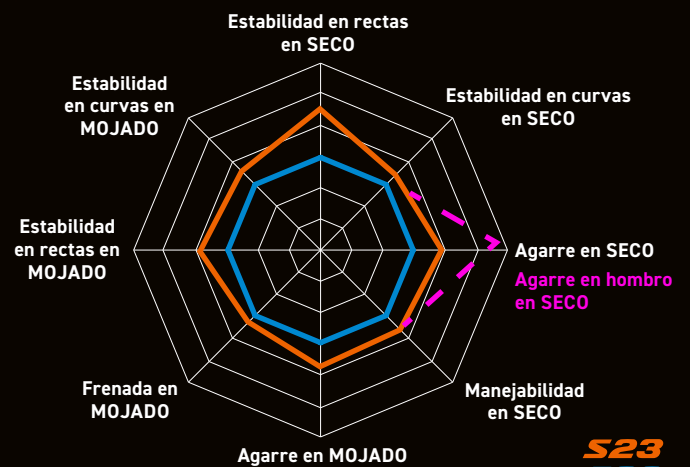 Estabilidad en rectas
en SECO
Estabilidad
en curvas en
MOJADO
Estabilidad en curvas
en SECO
Estabilidad
en rectas en
MOJADO
Agarre en SECO
Agarre en hombro
en SECO
Frenada en
MOJADO
Manejabilidad
en SECO
Agarre en MOJADO
S23